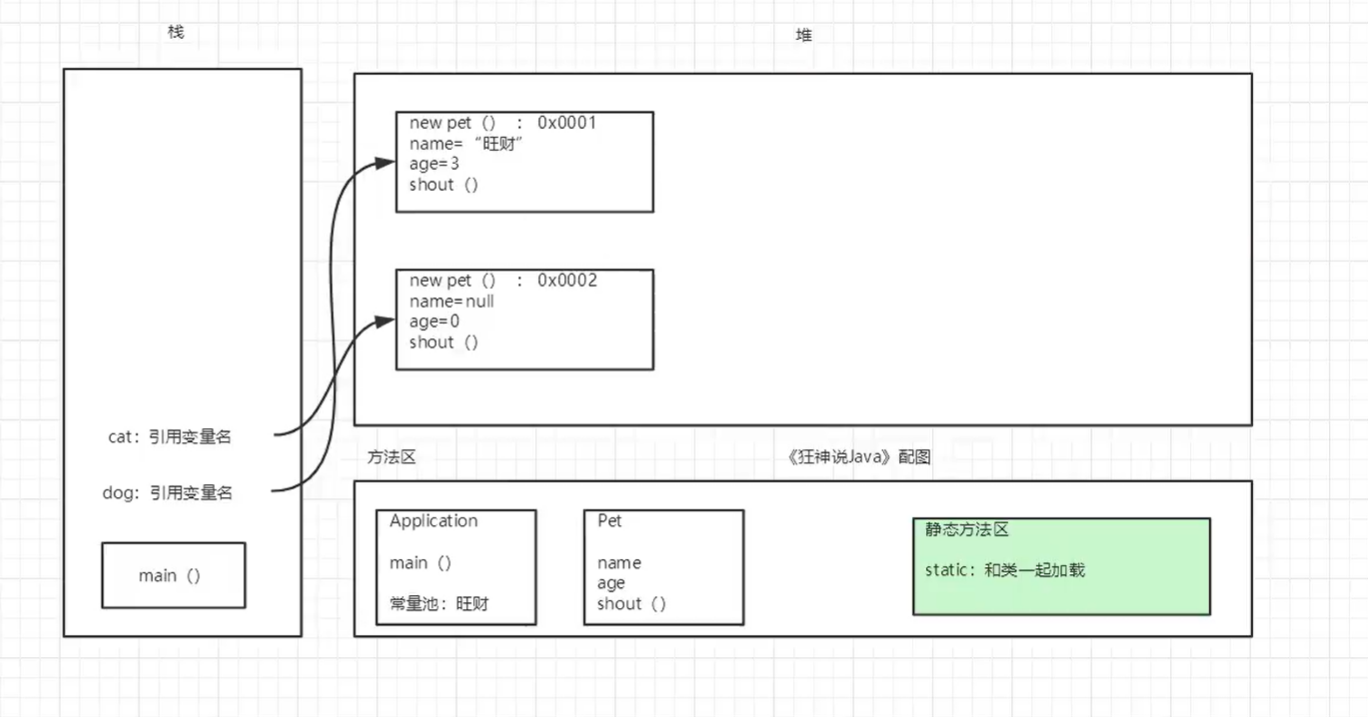 栈
堆
new pet（）：0x0001
name=“旺财”
age=3
shout（）
new pet（）：0x0002
name=null
age=0
shout（）
cat：引用变量名
dog：引用变量名
main（）
方法区
《狂神说Java》配图
Application
main（）
常量池：旺财
Pet
name
age
shout（）
静态方法区
static：和类一起加载